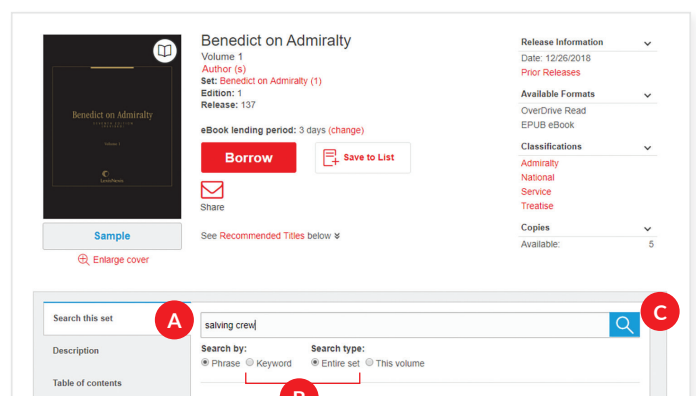 Benedict on Admiralty
Volume 1
Author (s)
Set: Benedict on Admiralty (1)
Edition: 1
Release: 137
eBook lending period: 3 days (change)
Borrow
Save to List
Share
See Recommended Titles below
Benedict on Admiralty
Volume 1
LexisNexis
Sample
Enlarge cover
Release Information
Date: 12/26/2018
Prior Releases
Available Formats
OverDrive Read
EPUB eBook
Classifications
Admiralty
National
Service
Treatise
Copies
Available: 5
Search this set
A
salving crew
C
Description
Search by: Search type:
Phrase Keyword Entire set This volume
Table of contents